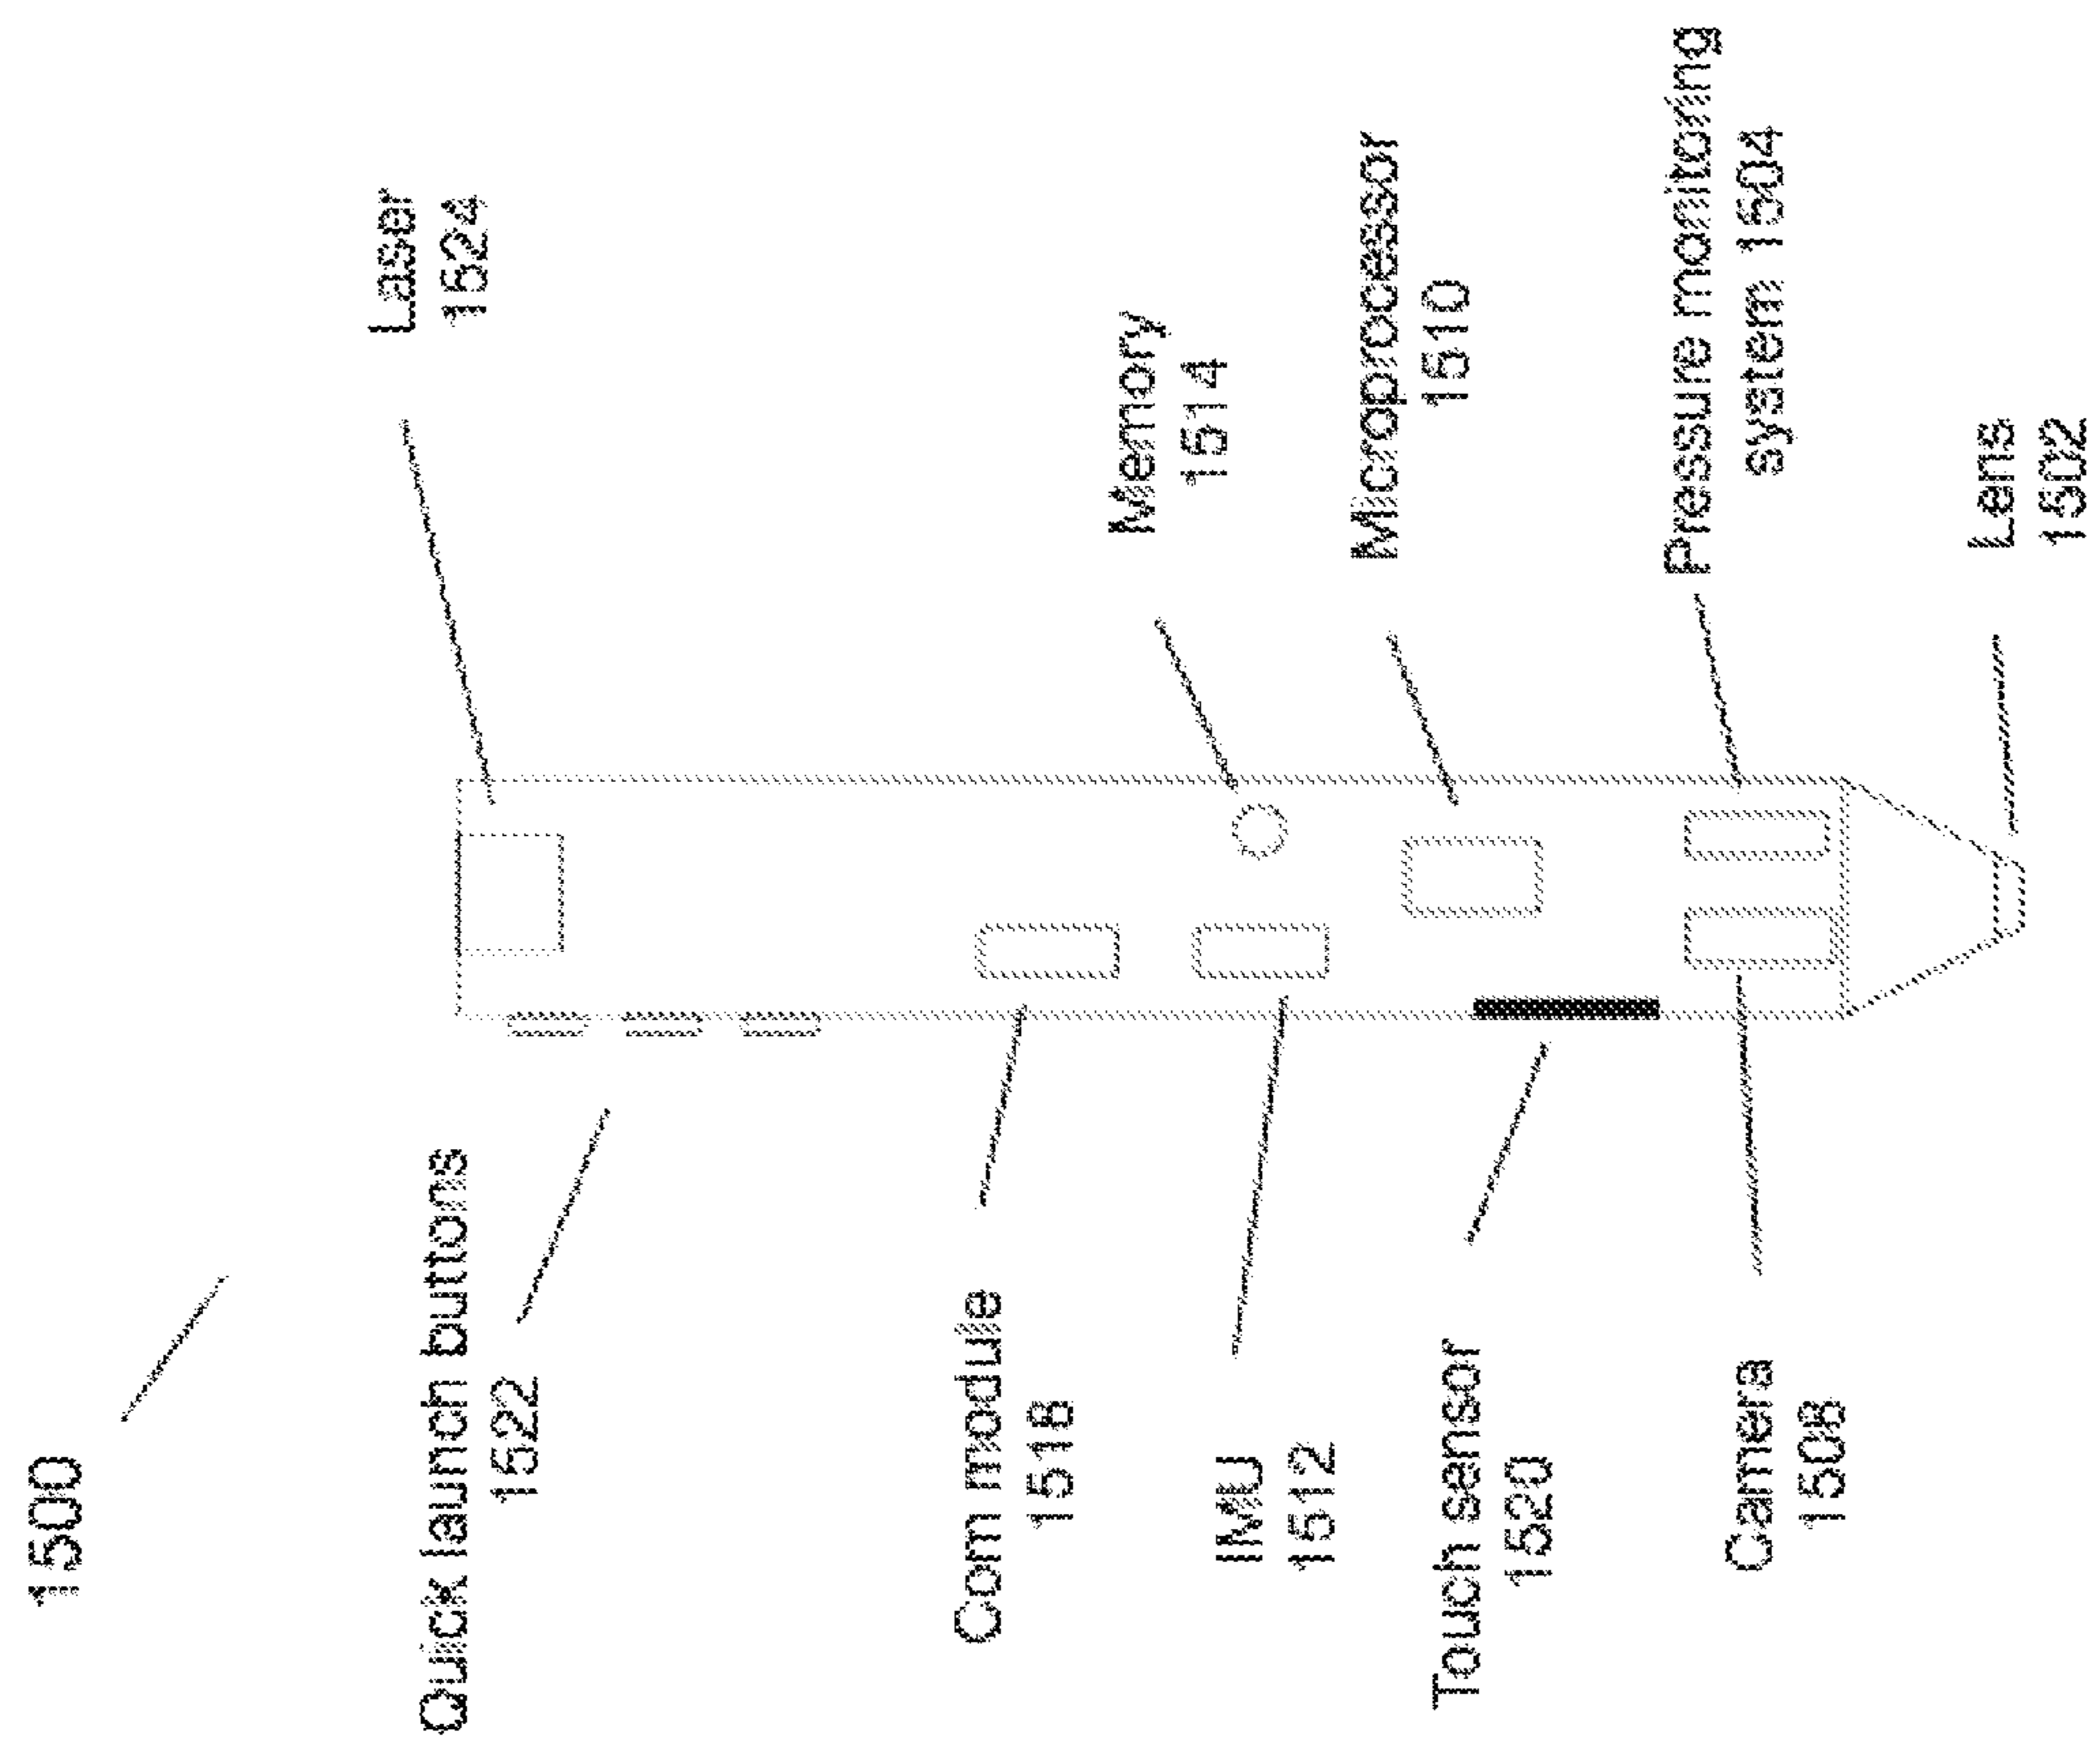 1500
Quick launch buttons
1522
Laser
1524
Com module
1518
Memory
1514
IMU
1512
Microprocessor
1510
Touch sansor
1520
Pressure monitoring
system 1504
Camera
1508
Lens
1502